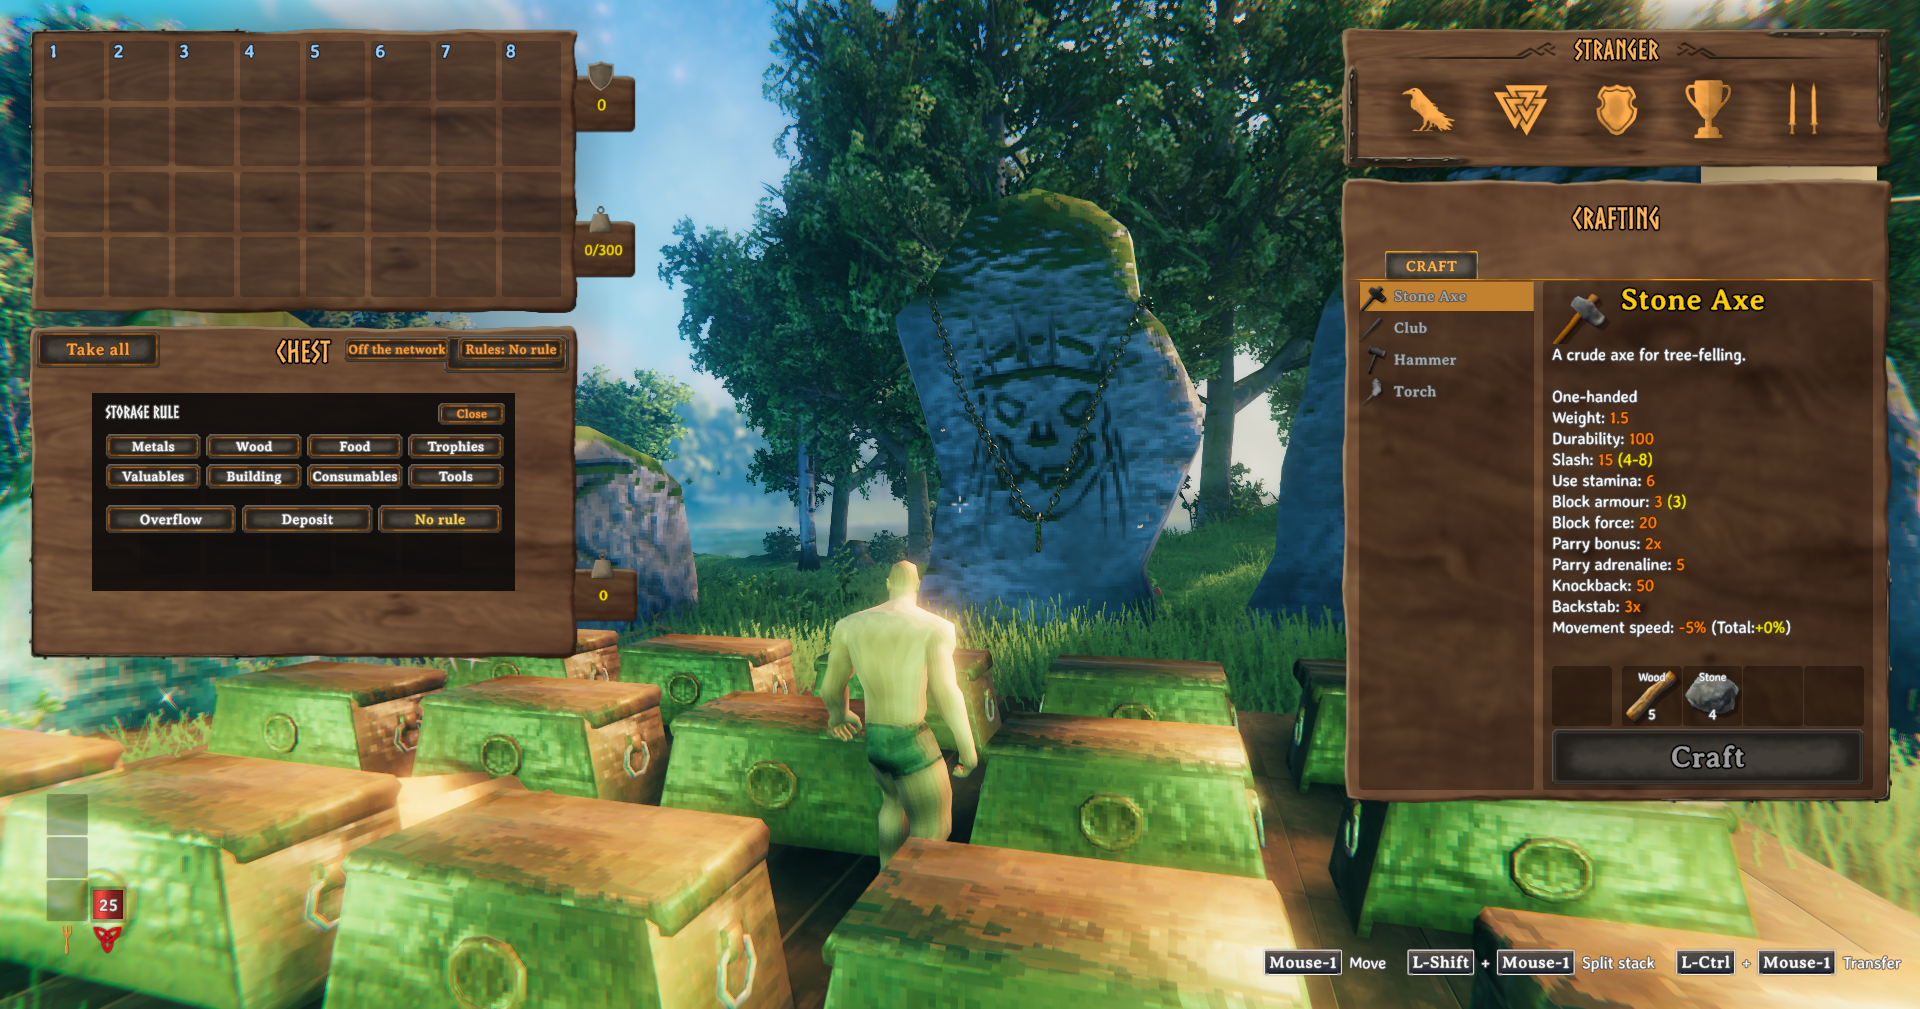 1 2 3 4 5 6 7 8
0
0/300
Take all
CHEST
Off the network
Rules: No rule
STORAGE RULE
Close
Metals
Wood
Food
Trophies
Valuables
Building
Consumables
Tools
Overflow
Deposit
No rule
0
25
STRANGER
CRAFTING
CRAFT
Stone Axe
Club
Hammer
Torch
Stone Axe
A crude axe for tree-felling.
One-handed
Weight: 1.5
Durability: 100
Slash: 15 (4-8)
Use stamina: 6
Block armour: 3 (3)
Block force: 20
Parry bonus: 2x
Parry adrenaline: 5
Knockback: 50
Backstab: 3x
Movement speed: -5% (Total:+0%)
Wood
5
Stone
4
Craft
Mouse-1 Move L-Shift + Mouse-1 Split stack L-Ctrl + Mouse-1 Transfer